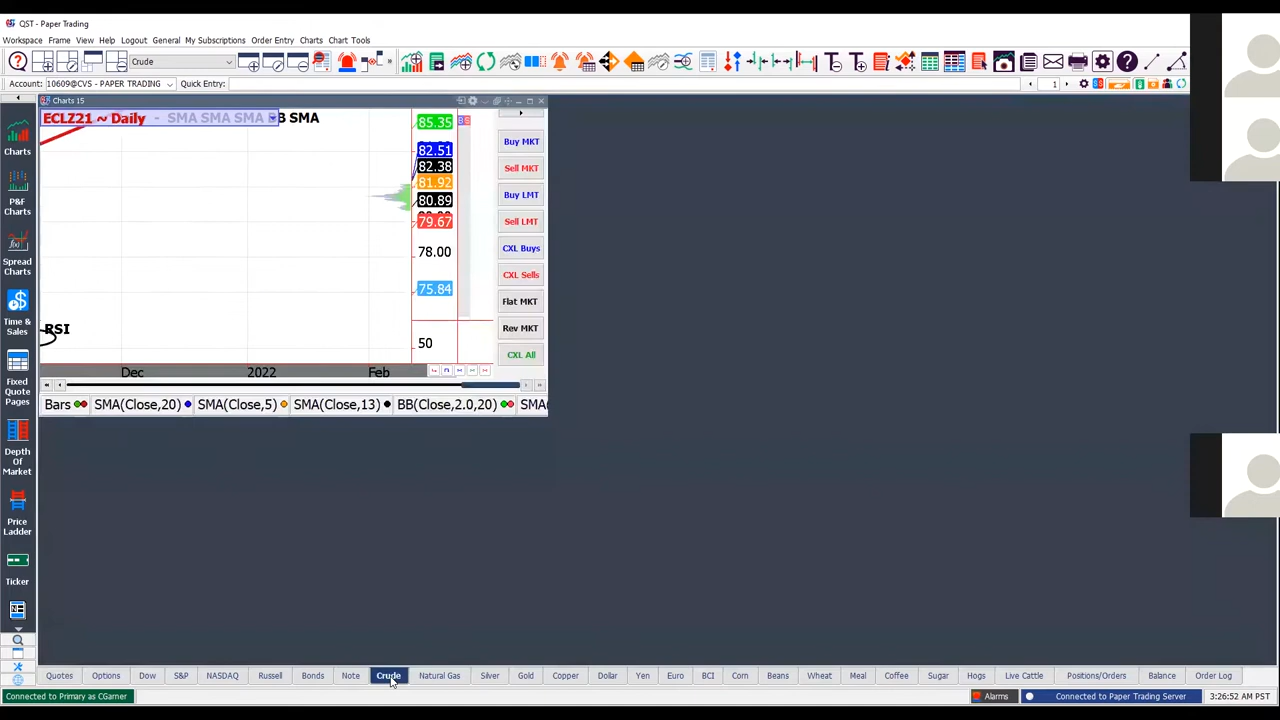 QST - Paper Trading
Workspace Frame View My Subscriptions Help Logout General Order Entry Charts Chart Tools
Crude
Account: 10609@CVS - PAPER TRADING Quick Entry: 1
Charts 15
ECLZ21 ~ Daily - SMA SMA SMA B SMA
85.35
82.51
82.38
81.92
80.89
79.67
78.00
75.84
RSI
50
Dec 2022 Feb
Bars SMA(Close,20) SMA(Close,5) SMA(Close,13) BB(Close,2.0,20) SMA
Buy MKT
Sell MKT
Buy LMT
Sell LMT
CXL Buys
CXL Sells
Flat MKT
Rev MKT
CXL All
Charts
P&F
Charts
Spread
Charts
Time &
Sales
Fixed
Quote
Pages
Depth
Of
Market
Price
Ladder
Ticker
Quotes Options Dow S&P NASDAQ Russell Bonds Note Crude Natural Gas Silver Gold Copper Dollar Yen Euro BCI Corn Beans Wheat Meal Coffee Sugar Hogs Live Cattle Positions/Orders Balance Order Log
Connected to Primary as CGarner Alarms Connected to Paper Trading Server 3:26:52 AM PST